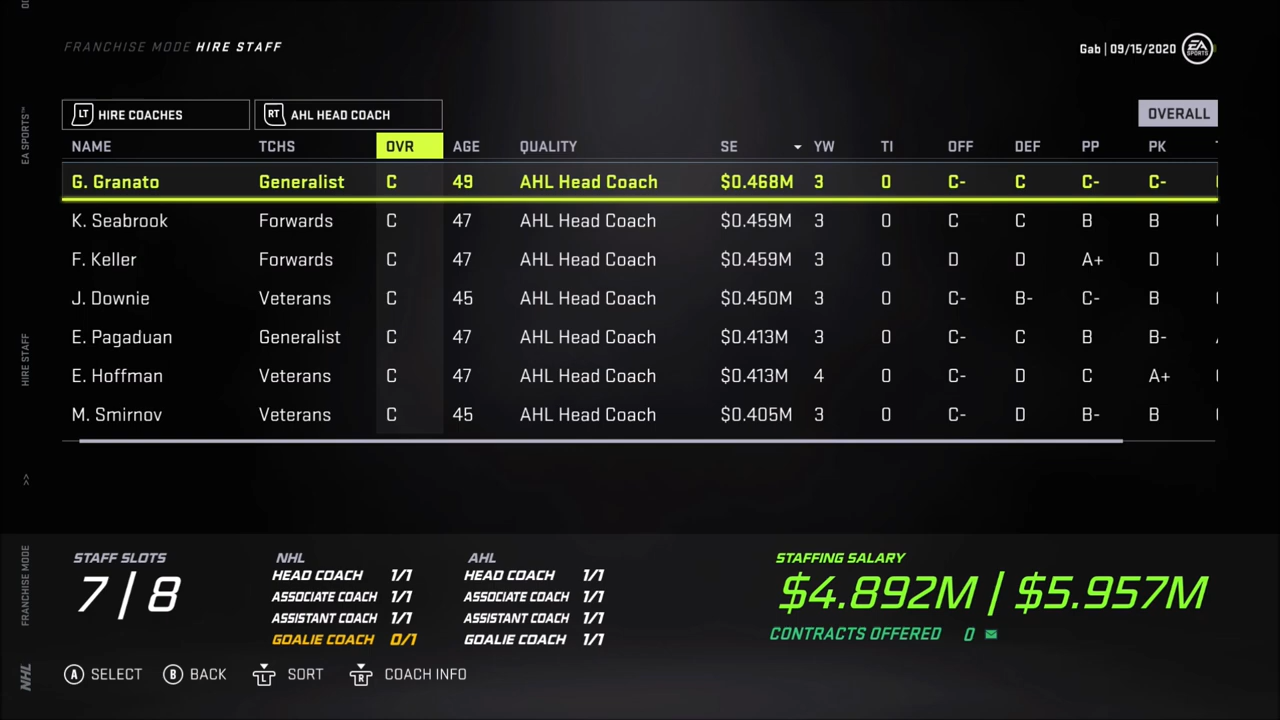 FRANCHISE MODE HIRE STAFF
Gab | 09/15/2020
EA SPORTS
LT HIRE COACHES
RT AHL HEAD COACH
OVERALL
NAME TCHS OVR AGE QUALITY SE YW TI OFF DEF PP PK
G. Granato Generalist C 49 AHL Head Coach $0.468M 3 0 C- C C- C-
K. Seabrook Forwards C 47 AHL Head Coach $0.459M 3 0 C C B B
F. Keller Forwards C 47 AHL Head Coach $0.459M 3 0 D D A+ D
J. Downie Veterans C 45 AHL Head Coach $0.450M 3 0 C- B- C- B
E. Pagaduan Generalist C 47 AHL Head Coach $0.413M 3 0 C- C B B-
E. Hoffman Veterans C 47 AHL Head Coach $0.413M 4 0 C- D C A+
M. Smirnov Veterans C 45 AHL Head Coach $0.405M 3 0 C- D B- B
STAFF SLOTS
7 | 8
NHL
HEAD COACH 1/1
ASSOCIATE COACH 1/1
ASSISTANT COACH 1/1
GOALIE COACH 0/1
AHL
HEAD COACH 1/1
ASSOCIATE COACH 1/1
ASSISTANT COACH 1/1
GOALIE COACH 1/1
STAFFING SALARY
$4.892M | $5.957M
CONTRACTS OFFERED 0
A SELECT B BACK L SORT R COACH INFO
EA SPORTS™
HIRE STAFF
>>
FRANCHISE MODE
NHL